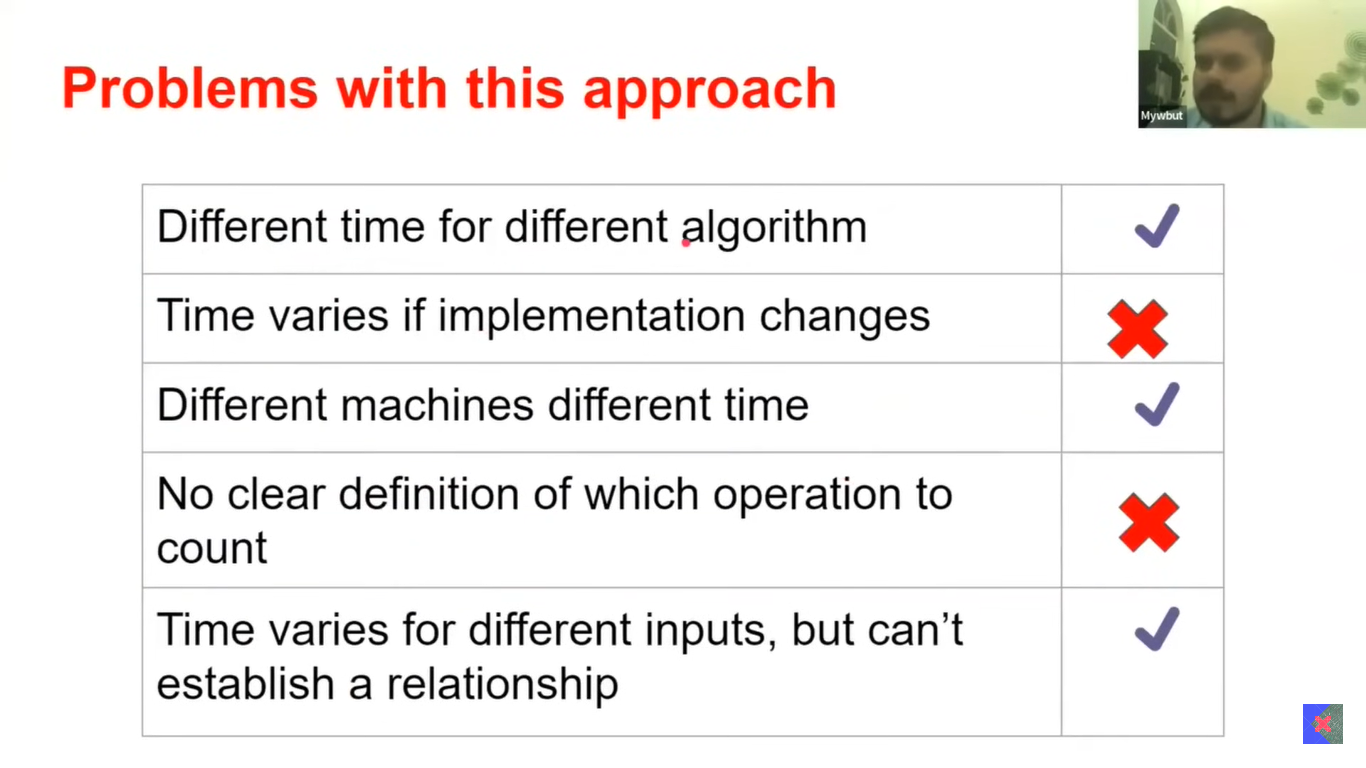 Problems with this approach
Mywbut
Different time for different algorithm
Time varies if implementation changes
Different machines different time
No clear definition of which operation to
count
Time varies for different inputs, but can’t
establish a relationship